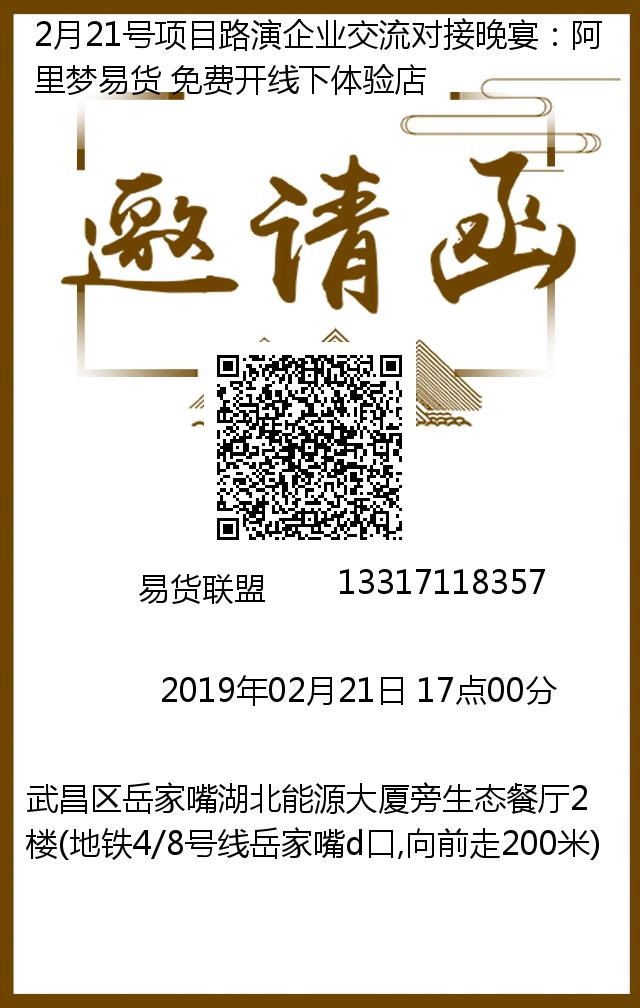 2月21号项目路演企业交流对接晚宴：阿
里梦易货 免费开线下体验店
邀请函
易货联盟 13317118357
2019年02月21日 17点00分
武昌区岳家嘴湖北能源大厦旁生态餐厅2
楼(地铁4/8号线岳家嘴d口,向前走200米)